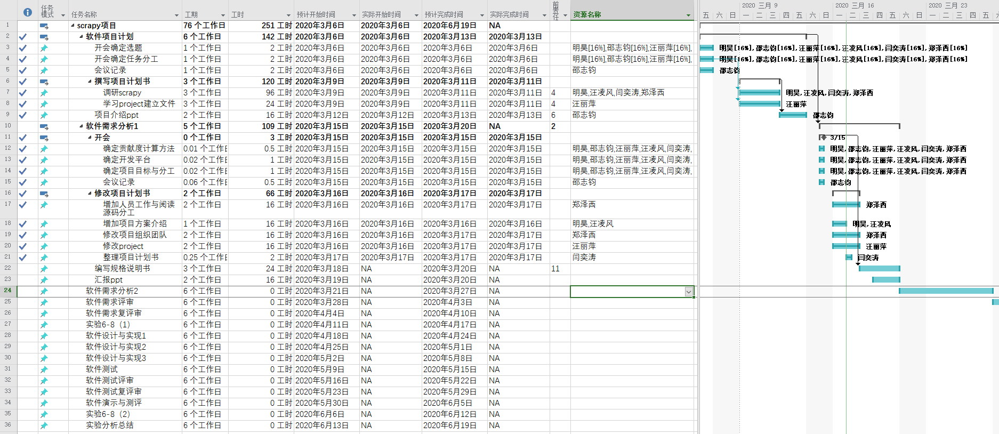 2020 三月 9 2020 三月 16 2020 三月 23
任务模式 任务名称 工期 工时 预计开始时间 实际开始时间 预计完成时间 实际完成时间 前置任 资源名称 五 六 日 一 二 三 四 五 六 日 一 二 三 四 五 六 日 一 二 三 四 五
1 scrapy项目 76 个工作日 251 工时 2020年3月6日 2020年3月6日 2020年6月19日 NA
2 软件项目计划 6 个工作日 142 工时 2020年3月6日 2020年3月6日 2020年3月13日 2020年3月13日
3 开会确定选题 1 个工作日 2 工时 2020年3月6日 2020年3月6日 2020年3月6日 2020年3月6日 明昊[16%],邵志钧[16%],汪丽萍[16%], 明昊[16%],邵志钧[16%],汪丽萍[16%],汪凌风[16%],闫奕涛[16%],郑泽西[16%]
4 开会确定任务分工 1 个工作日 2 工时 2020年3月6日 2020年3月6日 2020年3月6日 2020年3月6日 明昊[16%],邵志钧[16%],汪丽萍[16%], 明昊[16%],邵志钧[16%],汪丽萍[16%],汪凌风[16%],闫奕涛[16%],郑泽西[16%]
5 会议记录 1 个工作日 2 工时 2020年3月6日 2020年3月6日 2020年3月6日 2020年3月6日 邵志钧 邵志钧
6 撰写项目计划书 3 个工作日 120 工时 2020年3月9日 2020年3月9日 2020年3月11日 2020年3月11日
7 调研scrapy 3 个工作日 96 工时 2020年3月9日 2020年3月9日 2020年3月11日 2020年3月11日 4 明昊,汪凌风,闫奕涛,郑泽西 明昊,汪凌风,闫奕涛,郑泽西
8 学习project建立文件 3 个工作日 24 工时 2020年3月9日 2020年3月9日 2020年3月11日 2020年3月11日 4 汪丽萍 汪丽萍
9 项目介绍ppt 2 个工作日 16 工时 2020年3月12日 2020年3月12日 2020年3月13日 2020年3月13日 6 邵志钧 邵志钧
10 软件需求分析1 5 个工作日 109 工时 2020年3月15日 2020年3月15日 2020年3月20日 NA 2
11 开会 0 个工作日 3 工时 2020年3月15日 2020年3月15日 2020年3月15日 2020年3月15日 3/15
12 确定贡献度计算方法 0.01 个工作日 0.5 工时 2020年3月15日 2020年3月15日 2020年3月15日 2020年3月15日 明昊,邵志钧,汪丽萍,汪凌风,闫奕涛, 明昊,邵志钧,汪丽萍,汪凌风,闫奕涛,郑泽西
13 确定开发平台 0.02 个工作日 1 工时 2020年3月15日 2020年3月15日 2020年3月15日 2020年3月15日 明昊,邵志钧,汪丽萍,汪凌风,闫奕涛, 明昊,邵志钧,汪丽萍,汪凌风,闫奕涛,郑泽西
14 确定项目目标与分工 0.02 个工作日 1 工时 2020年3月15日 2020年3月15日 2020年3月15日 2020年3月15日 明昊,邵志钧,汪丽萍,汪凌风,闫奕涛, 明昊,邵志钧,汪丽萍,汪凌风,闫奕涛,郑泽西
15 会议记录 0.06 个工作日 0.5 工时 2020年3月15日 2020年3月15日 2020年3月15日 2020年3月15日 邵志钧 邵志钧
16 修改项目计划书 2 个工作日 66 工时 2020年3月16日 2020年3月16日 2020年3月17日 2020年3月17日
17 增加人员工作与阅读 2 个工作日 16 工时 2020年3月16日 2020年3月16日 2020年3月17日 2020年3月17日 郑泽西 郑泽西
源码分工
18 增加项目方案介绍 1 个工作日 16 工时 2020年3月16日 2020年3月16日 2020年3月16日 2020年3月16日 明昊,汪凌风 明昊,汪凌风
19 修改项目组织团队 2 个工作日 16 工时 2020年3月16日 2020年3月16日 2020年3月17日 2020年3月17日 郑泽西 郑泽西
20 修改project 2 个工作日 16 工时 2020年3月16日 2020年3月16日 2020年3月17日 2020年3月17日 汪丽萍 汪丽萍
21 整理项目计划书 0.25 个工作日 2 工时 2020年3月17日 2020年3月17日 2020年3月17日 2020年3月17日 闫奕涛 闫奕涛
22 编写规格说明书 3 个工作日 24 工时 2020年3月18日 NA 2020年3月20日 NA 11
23 汇报ppt 2 个工作日 16 工时 2020年3月19日 NA 2020年3月20日 NA
24 软件需求分析2 6 个工作日 0 工时 2020年3月21日 NA 2020年3月27日 NA
25 软件需求评审 6 个工作日 0 工时 2020年3月28日 NA 2020年4月3日 NA
26 软件需求复评审 6 个工作日 0 工时 2020年4月4日 NA 2020年4月10日 NA
27 实验6-8（1） 6 个工作日 0 工时 2020年4月11日 NA 2020年4月17日 NA
28 软件设计与实现1 6 个工作日 0 工时 2020年4月18日 NA 2020年4月24日 NA
29 软件设计与实现2 6 个工作日 0 工时 2020年4月25日 NA 2020年5月1日 NA
30 软件设计与实现3 6 个工作日 0 工时 2020年5月2日 NA 2020年5月8日 NA
31 软件测试 6 个工作日 0 工时 2020年5月9日 NA 2020年5月15日 NA
32 软件测试评审 6 个工作日 0 工时 2020年5月16日 NA 2020年5月22日 NA
33 软件测试复评审 6 个工作日 0 工时 2020年5月23日 NA 2020年5月29日 NA
34 软件演示与测评 6 个工作日 0 工时 2020年5月30日 NA 2020年6月5日 NA
35 实验6-8（2） 6 个工作日 0 工时 2020年6月6日 NA 2020年6月12日 NA
36 实验分析总结 6 个工作日 0 工时 2020年6月13日 NA 2020年6月19日 NA